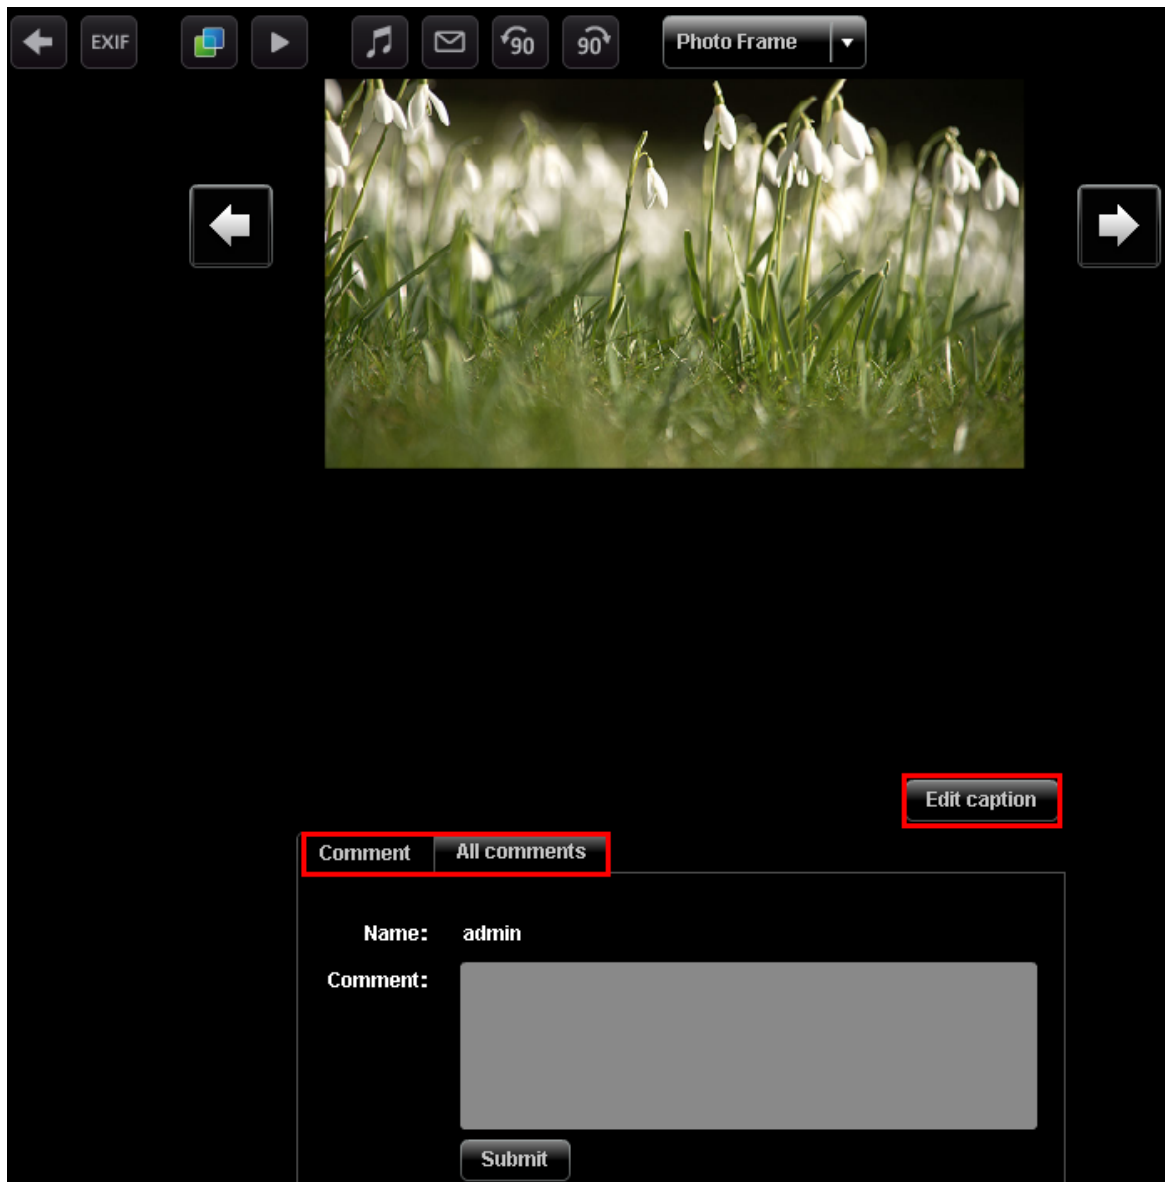 EXIF
90
90
Photo Frame
Edit caption
Comment
All comments
Name:
admin
Comment:
Submit